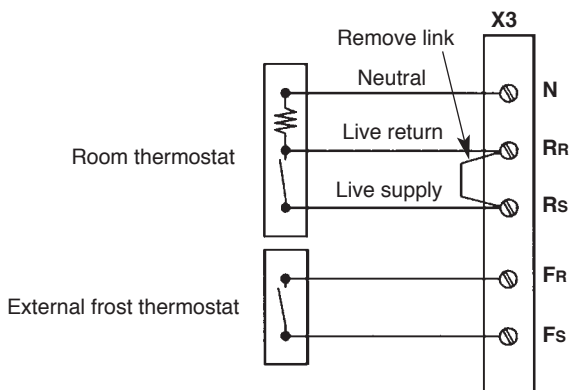 X3
Remove link
Neutral
N
Live return
RR
Room thermostat
Live supply
RS
FR
External frost thermostat
FS